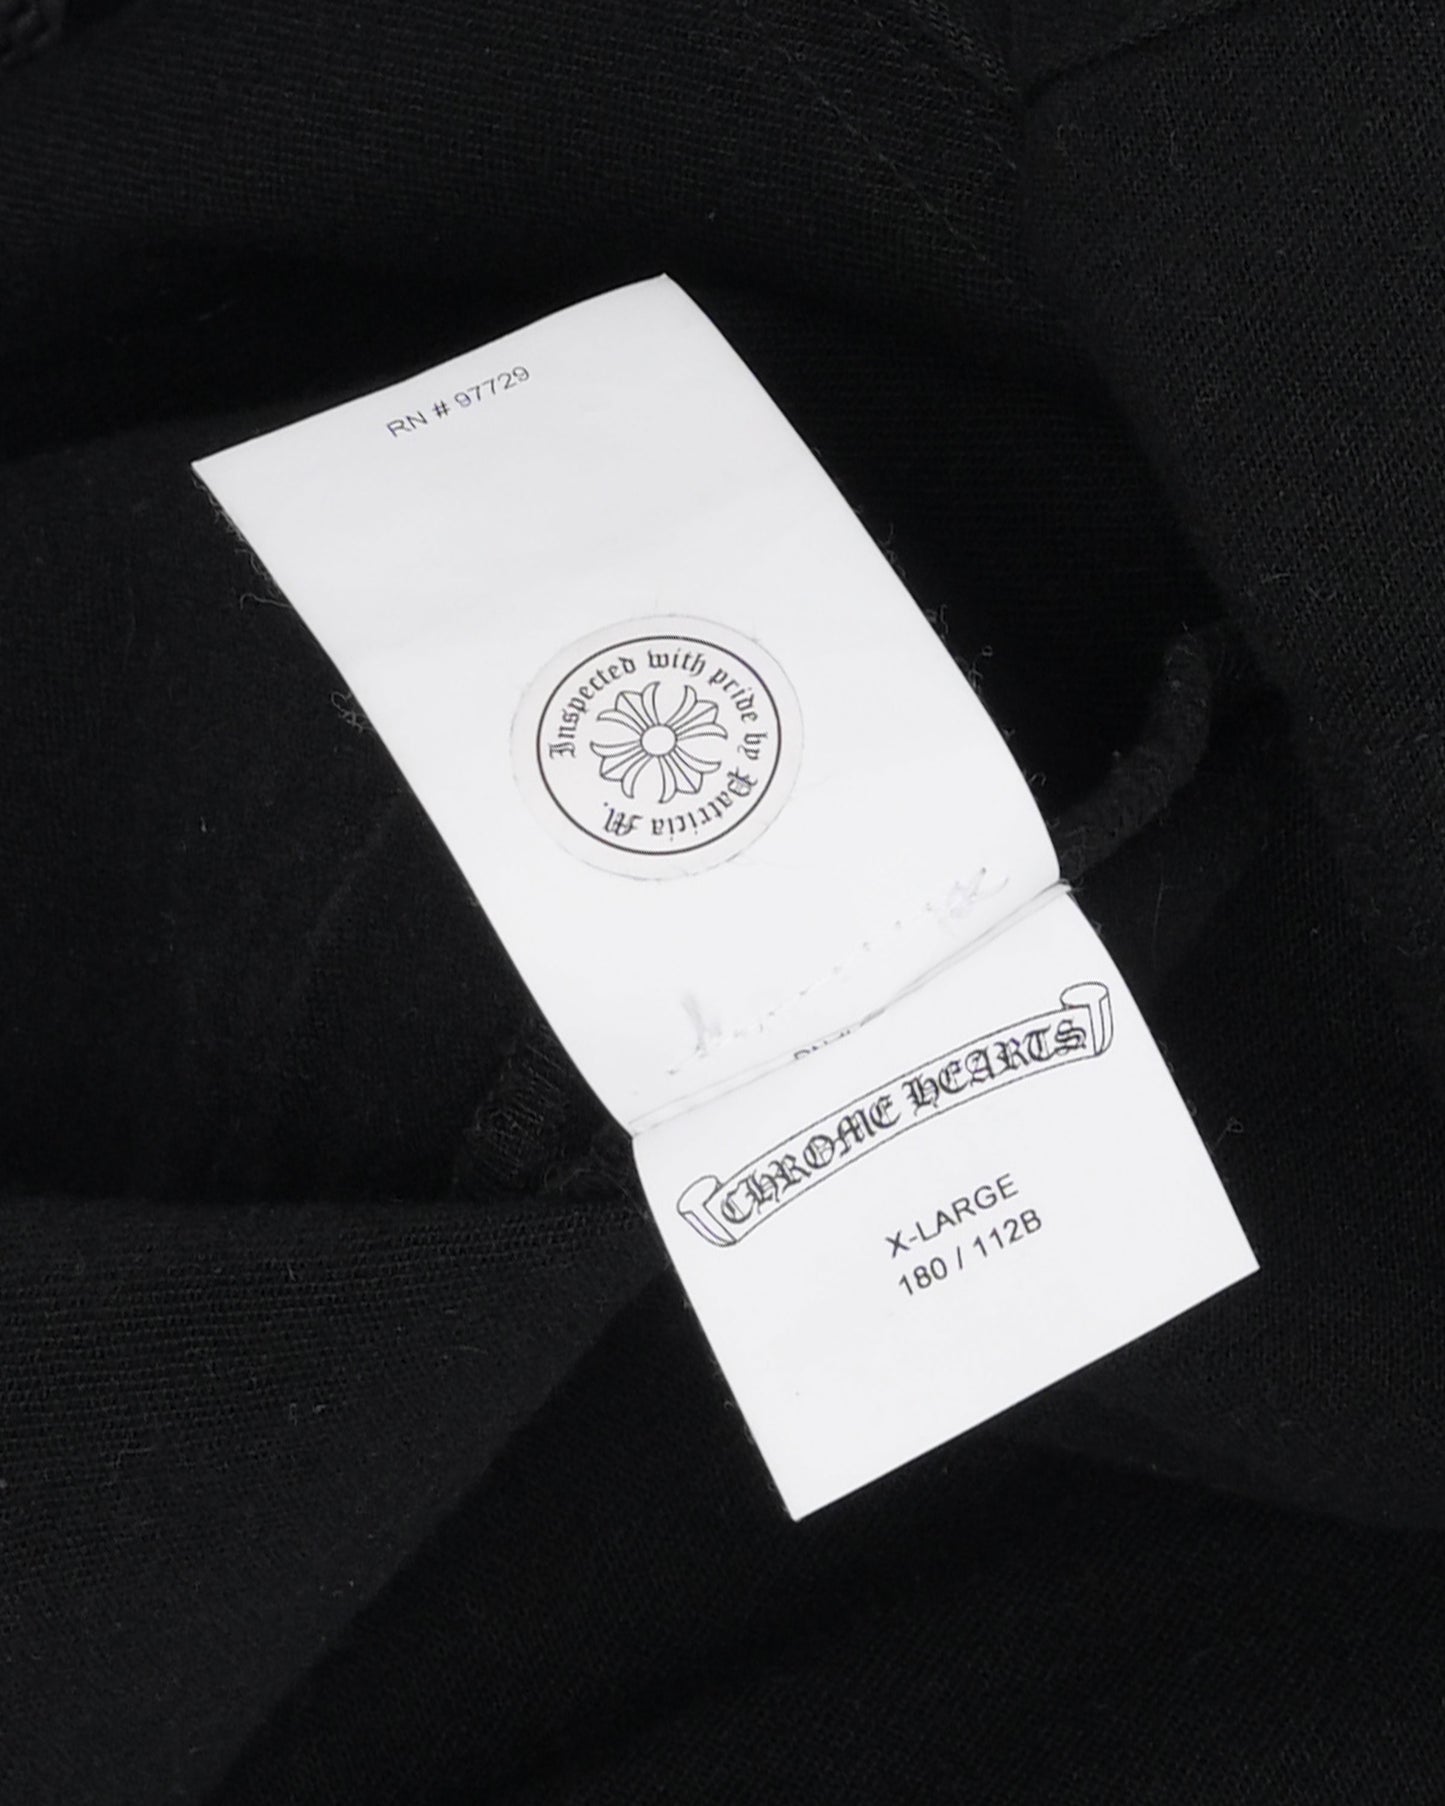 RN # 97729
Inspected with pride by Patricia M.
CHROME HEARTS
X-LARGE
180 / 112B